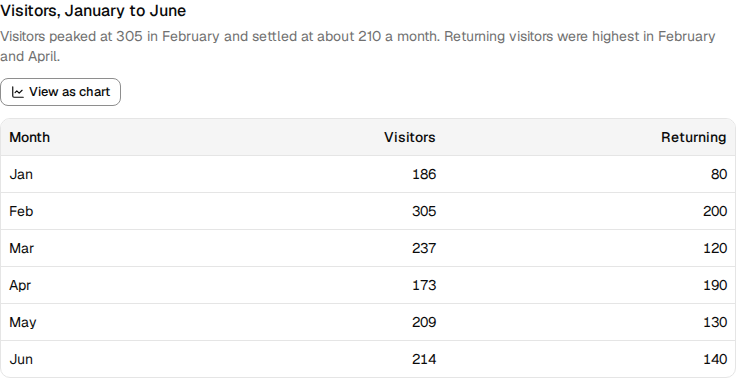 Visitors, January to June
Visitors peaked at 305 in February and settled at about 210 a month. Returning visitors were highest in February
and April.
View as chart
Month Visitors Returning
Jan 186 80
Feb 305 200
Mar 237 120
Apr 173 190
May 209 130
Jun 214 140